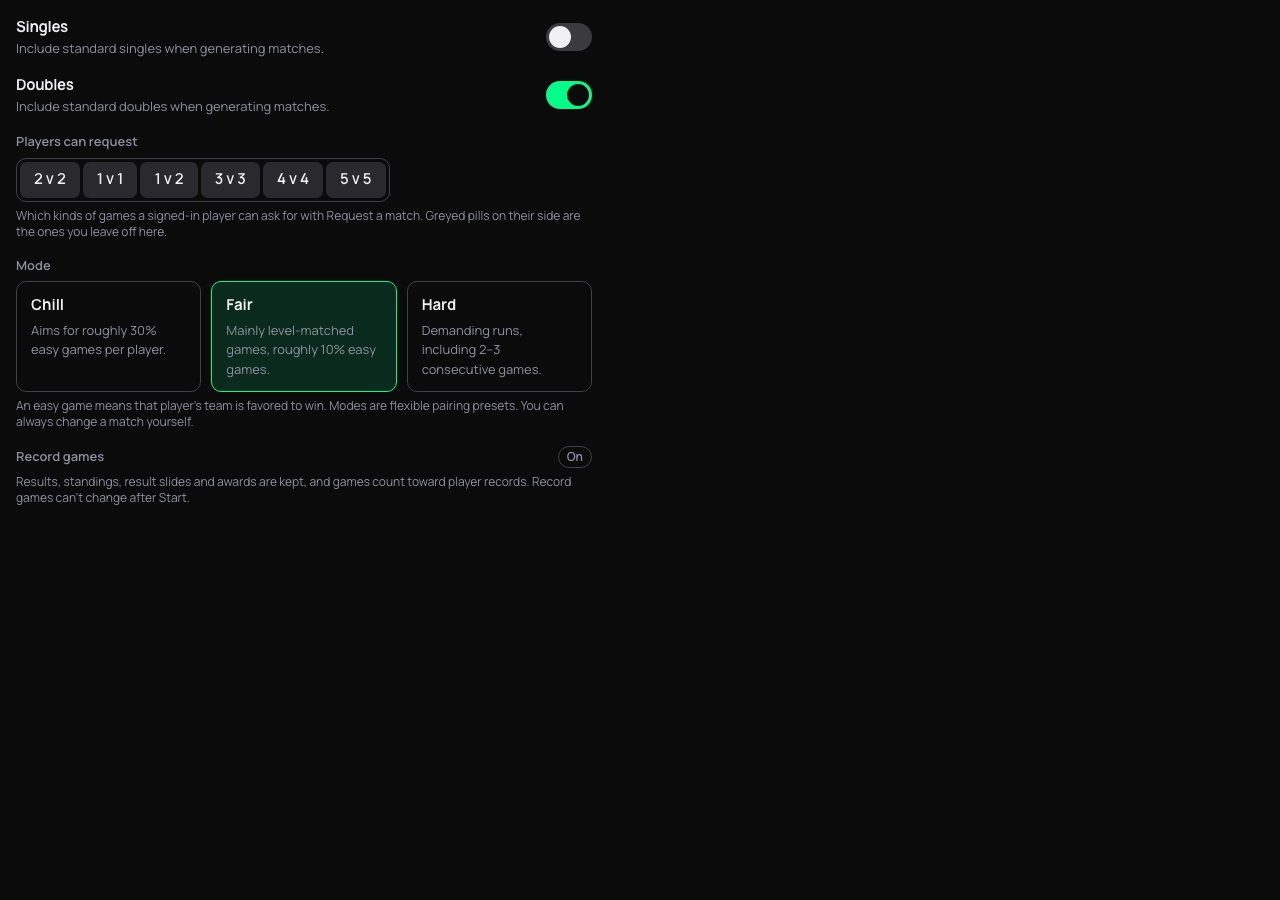 Singles
Include standard singles when generating matches.
Doubles
Include standard doubles when generating matches.
Players can request
2 v 2 1 v 1 1 v 2 3 v 3 4 v 4 5 v 5
Which kinds of games a signed-in player can ask for with Request a match. Greyed pills on their side are
the ones you leave off here.
Mode
Chill
Aims for roughly 30%
easy games per player.
Fair
Mainly level-matched
games, roughly 10% easy
games.
Hard
Demanding runs,
including 2–3
consecutive games.
An easy game means that player's team is favored to win. Modes are flexible pairing presets. You can
always change a match yourself.
Record games On
Results, standings, result slides and awards are kept, and games count toward player records. Record
games can't change after Start.